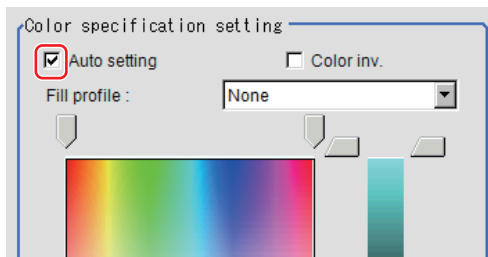 Color specification setting
Auto setting
Color inv.
Fill profile :
None